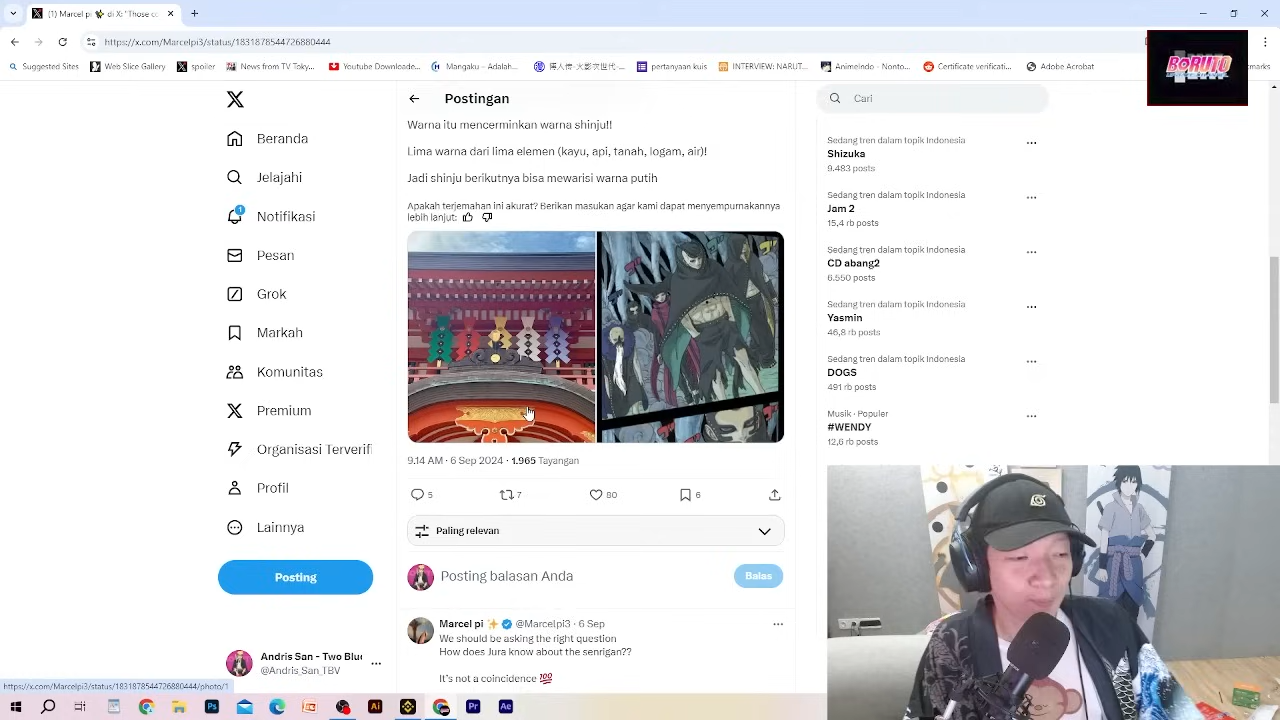 X
X 'Those color
https://x.com/Marcelpi3/status/1831878544726880444
Suggested Sites
Web Slice Gallery
spoiler
News from TV Tokyo...
Youtube Downloade...
INTERVIEW: NARUT...
pertanyaan kuis
Animedia - Nonto...
Certificate verificatio...
Adobe Acrobat
Beranda
Jelajahi
1
Notifikasi
Pesan
Grok
Markah
Komunitas
Premium
Organisasi Terverifi
Profil
Lainnya
Posting
Andris San - Two Blue
@Andris_San_TBV
Postingan
Warna itu mencerminkan warna shinju!!
Lima warna dari lima elemen (kayu, api, tanah, logam, air)!
Jadi shinju berikutnya bisa mewarisi warna putih
Apakah terjemahan ini akurat? Berikan masukan agar kami dapat menyempurnakannya
lebih lanjut:
9.14 AM · 6 Sep 2024 · 1.965 Tayangan
5 7 80 6
Paling relevan
Posting balasan Anda
Balas
Marcel pi @Marcelpi3 · 6 Sep
We should be asking the right question
How does Jura know about the senrigan??
It's not a coincidence 💯
Cari
Sedang tren dalam topik Indonesia
Shizuka
9.483 posts
Sedang tren dalam topik Indonesia
Jam 2
15,4 rb posts
Sedang tren dalam topik Indonesia
CD abang2
6.550 posts
Sedang tren dalam topik Indonesia
Yasmin
46,8 rb posts
Sedang tren dalam topik Indonesia
DOGS
491 rb posts
Musik · Populer
#WENDY
12,6 rb posts
BORUTO
https://x.com/Marcelpi3/status/1831878544726880444/photo/1
Ps
Ai
Pr
Ae